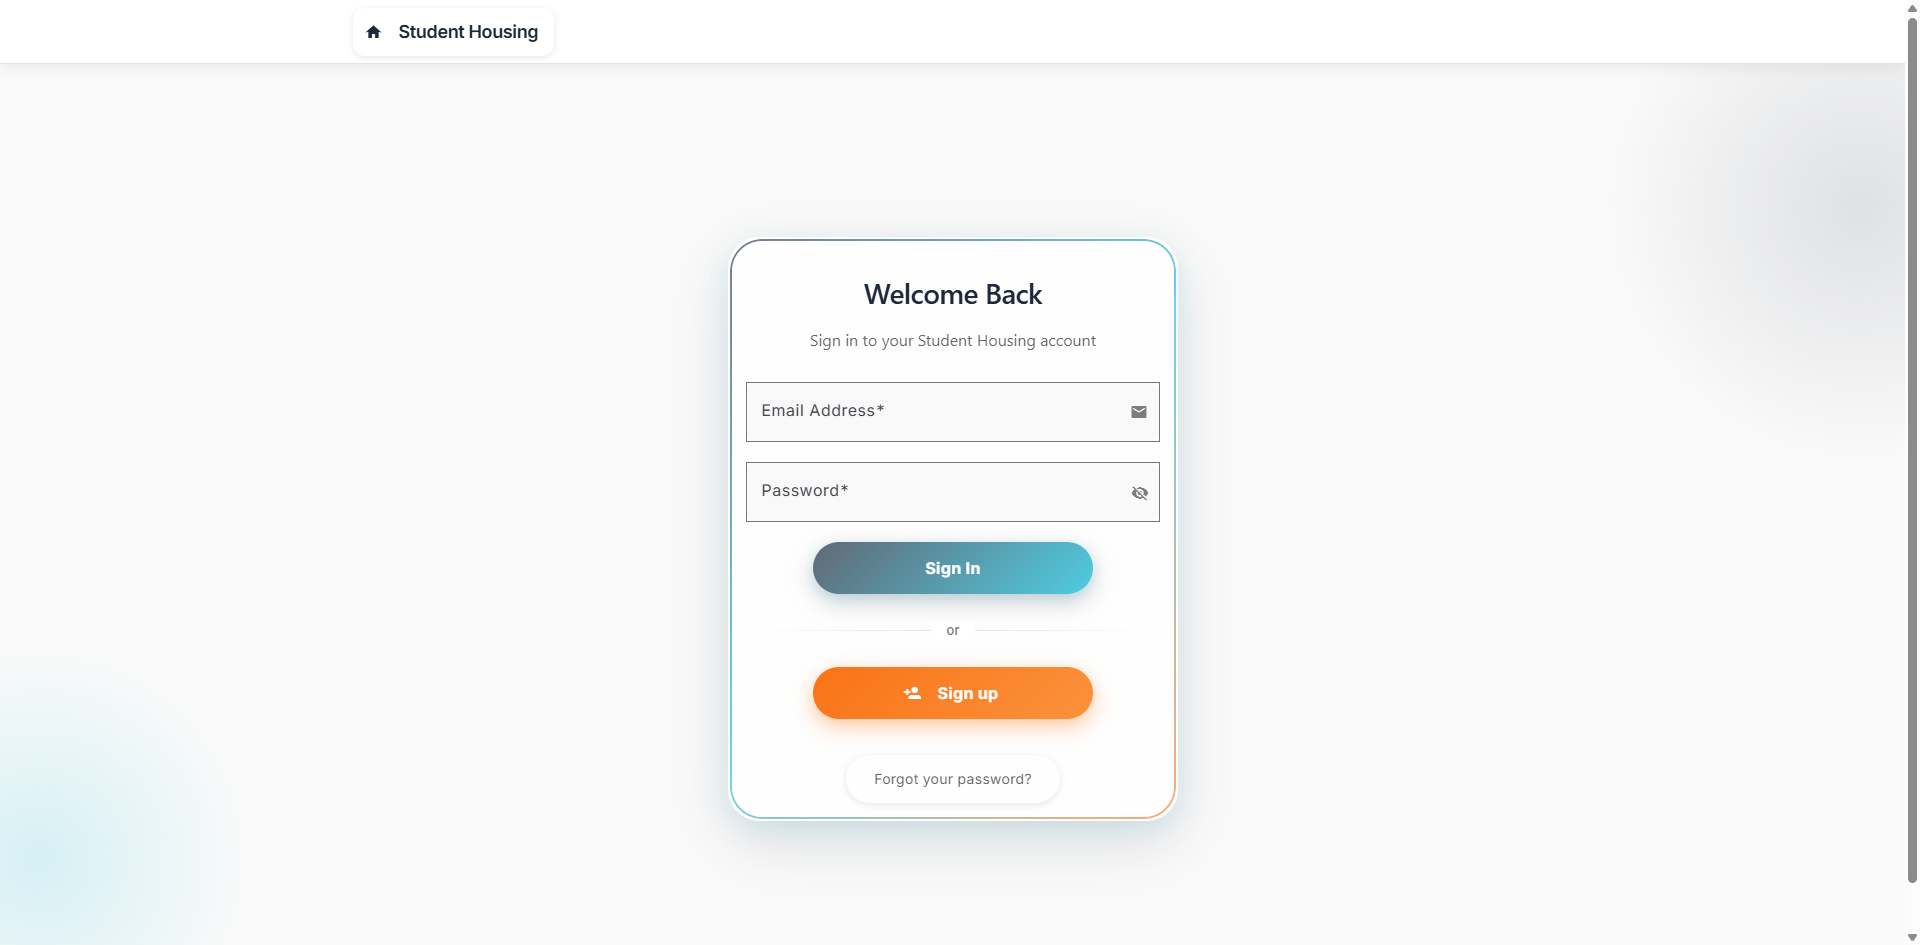 Student Housing
Welcome Back
Sign in to your Student Housing account
Email Address*
Password*
Sign In
or
Sign up
Forgot your password?